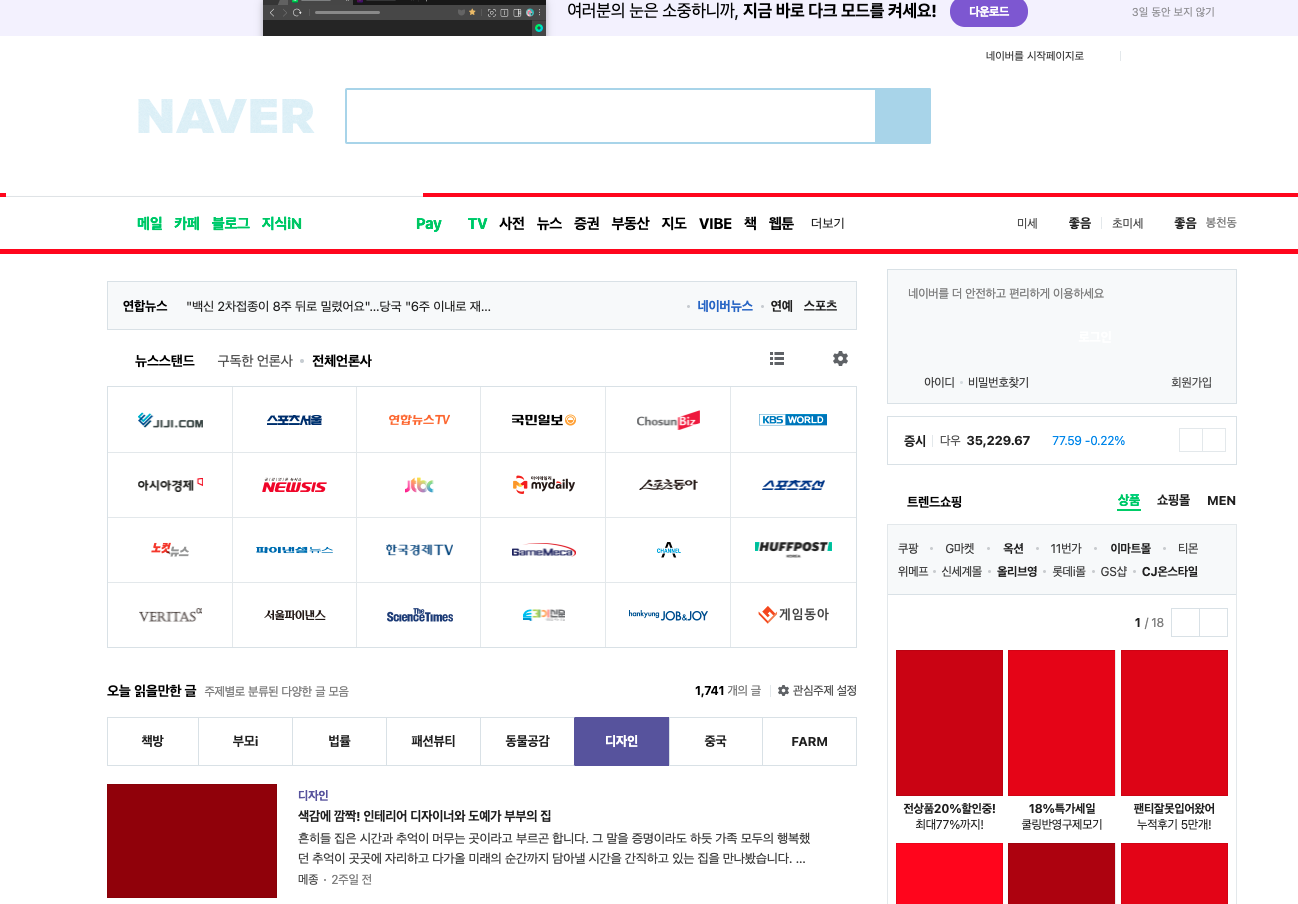 여러분의 눈은 소중하니까, 지금 바로 다크 모드를 켜세요! 다운로드 3일 동안 보지 않기
네이버를 시작페이지로
NAVER
메일 카페 블로그 지식iN Pay TV 사전 뉴스 증권 부동산 지도 VIBE 책 웹툰 더보기 미세 좋음 초미세 좋음 봉천동
연합뉴스 "백신 2차접종이 8주 뒤로 밀렸어요"...당국 "6주 이내로 재... 네이버뉴스 연예 스포츠
뉴스스탠드 구독한 언론사 전체언론사
JIJI.COM 스포츠서울 연합뉴스TV 국민일보 ChosunBiz KBS WORLD
아시아경제 NEWSIS jtbc 마이데일리 mydaily 스포츠동아 스포츠조선
노컷뉴스 파이낸셜뉴스 한국경제TV GameMeca CHANNEL A HUFFPOST KOREA
VERITAS α 서울파이낸스 The ScienceTimes hankyung JOB&JOY 게임동아
오늘 읽을만한 글 주제별로 분류된 다양한 글 모음 1,741 개의 글 관심주제 설정
책방 부모i 법률 패션뷰티 동물공감 디자인 중국 FARM
디자인
색감에 깜짝! 인테리어 디자이너와 도예가 부부의 집
흔히들 집은 시간과 추억이 머무는 곳이라고 부르곤 합니다. 그 말을 증명이라도 하듯 가족 모두의 행복했
던 추억이 곳곳에 자리하고 다가올 미래의 순간까지 담아낼 시간을 간직하고 있는 집을 만나봤습니다. ...
메종 · 2주일 전
네이버를 더 안전하고 편리하게 이용하세요
로그인
아이디 · 비밀번호찾기 회원가입
증시 다우 35,229.67 77.59 -0.22%
트렌드쇼핑 상품 쇼핑몰 MEN
쿠팡 G마켓 옥션 11번가 이마트몰 티몬
위메프 신세계몰 올리브영 롯데i몰 GS샵 CJ온스타일
1 / 18
전상품20%할인중! 18%특가세일 팬티잘못입어왔어
최대77%까지! 쿨링반영구제모기 누적후기 5만개!